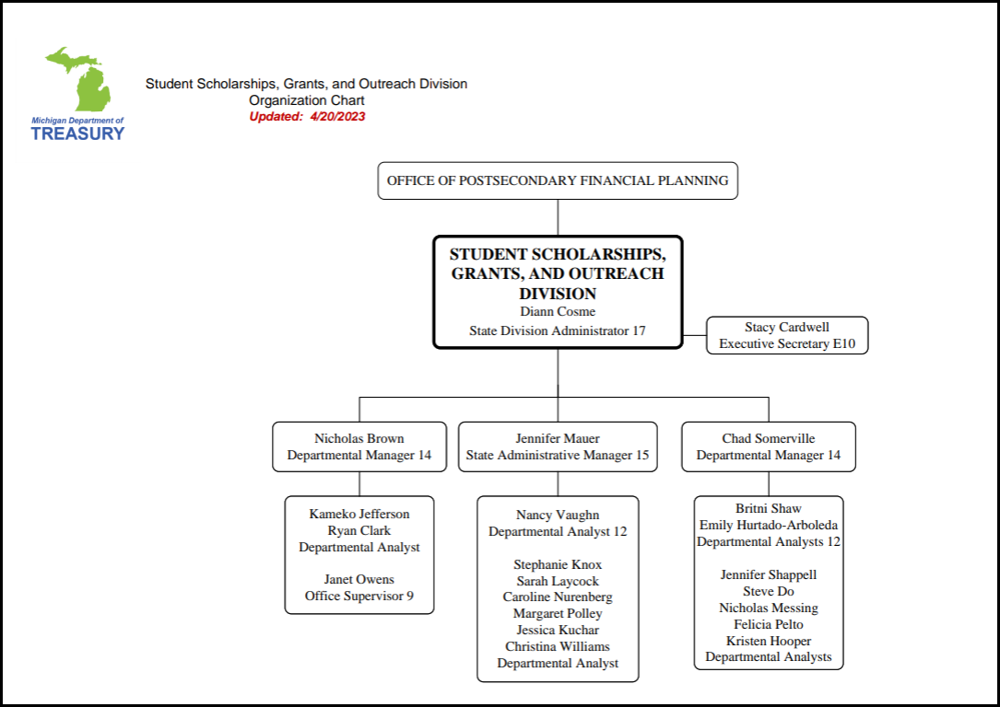 Michigan Department of
TREASURY
Student Scholarships, Grants, and Outreach Division
Organization Chart
Updated: 4/20/2023
OFFICE OF POSTSECONDARY FINANCIAL PLANNING
STUDENT SCHOLARSHIPS,
GRANTS, AND OUTREACH
DIVISION
Diann Cosme
State Division Administrator 17
Stacy Cardwell
Executive Secretary E10
Nicholas Brown
Departmental Manager 14
Jennifer Mauer
State Administrative Manager 15
Chad Somerville
Departmental Manager 14
Kameko Jefferson
Ryan Clark
Departmental Analyst
Janet Owens
Office Supervisor 9
Nancy Vaughn
Departmental Analyst 12
Stephanie Knox
Sarah Laycock
Caroline Nurenberg
Margaret Polley
Jessica Kuchar
Christina Williams
Departmental Analyst
Britni Shaw
Emily Hurtado-Arboleda
Departmental Analysts 12
Jennifer Shappell
Steve Do
Nicholas Messing
Felicia Pelto
Kristen Hooper
Departmental Analysts